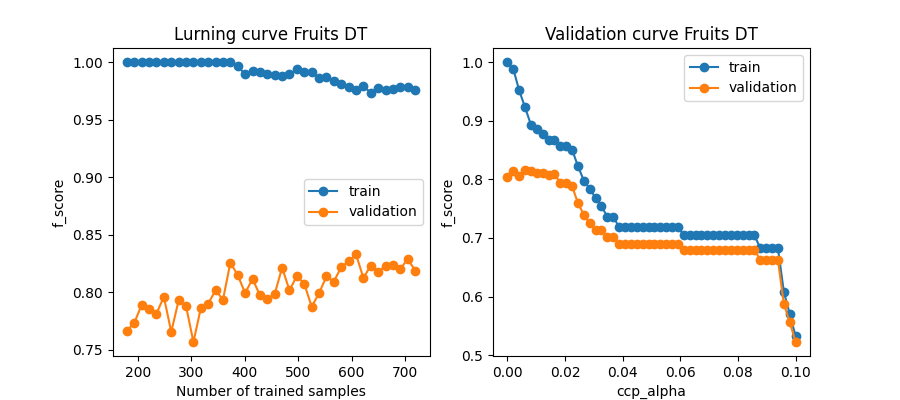 Lurning curve Fruits DT
1.00
0.95
0.90
0.85
0.80
0.75
f_score
train
validation
200 300 400 500 600 700
Number of trained samples
Validation curve Fruits DT
1.0
0.9
0.8
0.7
0.6
0.5
f_score
train
validation
0.00 0.02 0.04 0.06 0.08 0.10
ccp_alpha